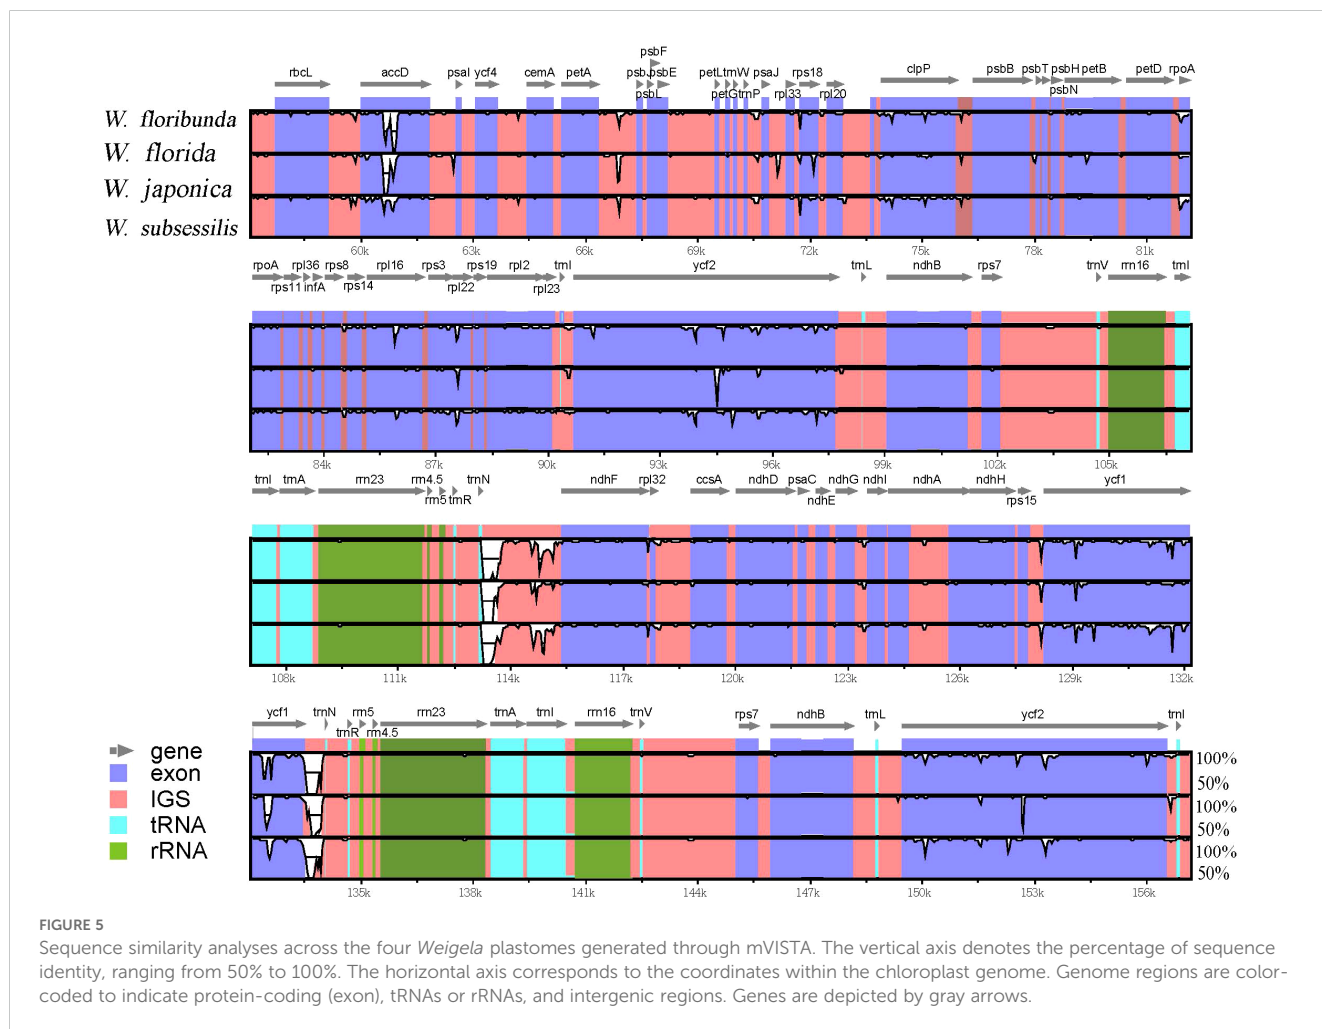 psbF
rbcL accD psaI ycf4 cemA petA psbJ psbE petL trnW psaJ rps18 clpP psbB psbT psbH petB petD rpoA
psbL petG trnP rpl33 rpl20 psbN
W. floribunda
W. florida
W. japonica
W. subsessilis
60k 63k 66k 69k 72k 75k 78k 81k
rpoA rpl36 rps8 rpl16 rps3 rps19 rpl2 trnI ycf2 trnL ndhB rps7 trnV rrn16 trnI
rps11 infA rps14 rpl22 rpl23
84k 87k 90k 93k 96k 99k 102k 105k
trnI trnA rrn23 rrn4.5 trnN ndhF rpl32 ccsA ndhD psaC ndhG ndhI ndhA ndhH ycf1
rrn5 trnR ndhE rps15
108k 111k 114k 117k 120k 123k 126k 129k 132k
ycf1 trnN rrn5 rrn23 trnA trnI rrn16 trnV rps7 ndhB trnL ycf2 trnI
trnR rrn4.5
gene
exon
IGS
tRNA
rRNA
100%
50%
100%
50%
100%
50%
135k 138k 141k 144k 147k 150k 153k 156k
FIGURE 5
Sequence similarity analyses across the four Weigela plastomes generated through mVISTA. The vertical axis denotes the percentage of sequence
identity, ranging from 50% to 100%. The horizontal axis corresponds to the coordinates within the chloroplast genome. Genome regions are color-
coded to indicate protein-coding (exon), tRNAs or rRNAs, and intergenic regions. Genes are depicted by gray arrows.